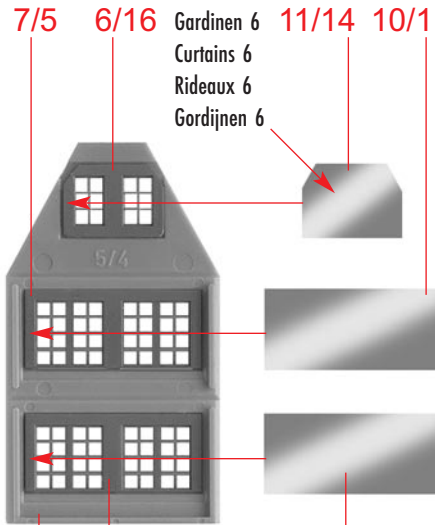 7/5 6/16 Gardinen 6 11/14 10/1
Curtains 6
Rideaux 6
Gordijnen 6
5/4